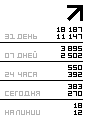 18 187
31 ДЕНЬ 11 147
3 895
07 ДНЕЙ 2 502
550
24 ЧАСА 392
383
СЕГОДНЯ 270
18
НА ЛИНИИ 12